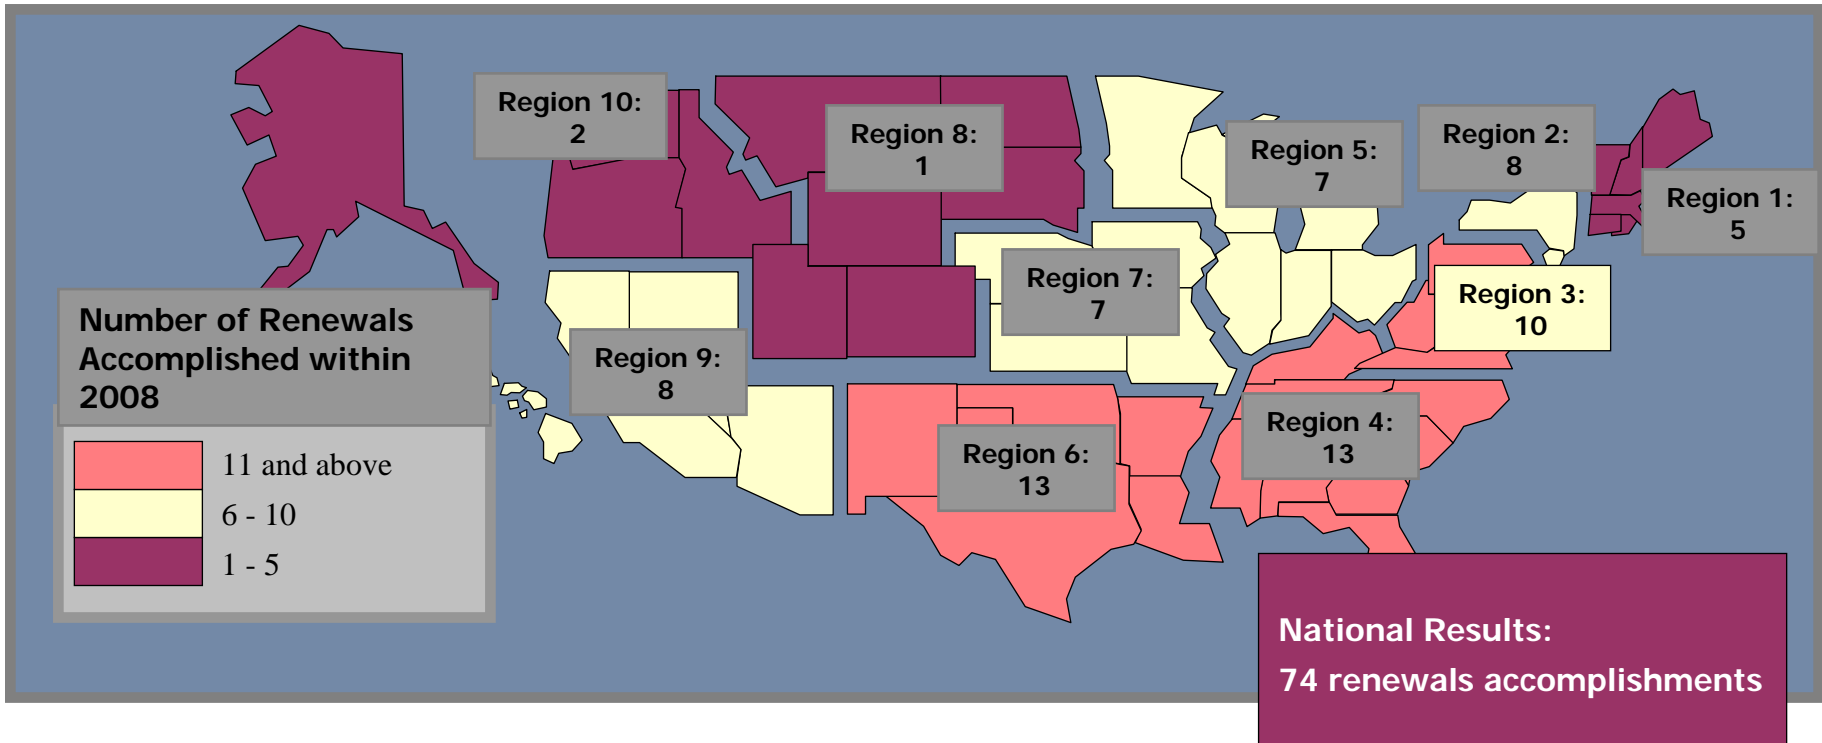 Region 10:
2
Region 8:
1
Region 5:
7
Region 2:
8
Region 1:
5
Region 7:
7
Region 3:
10
Region 9:
8
Region 4:
13
Region 6:
13
Number of Renewals
Accomplished within
2008
11 and above
6 - 10
1 - 5
National Results:
74 renewals accomplishments